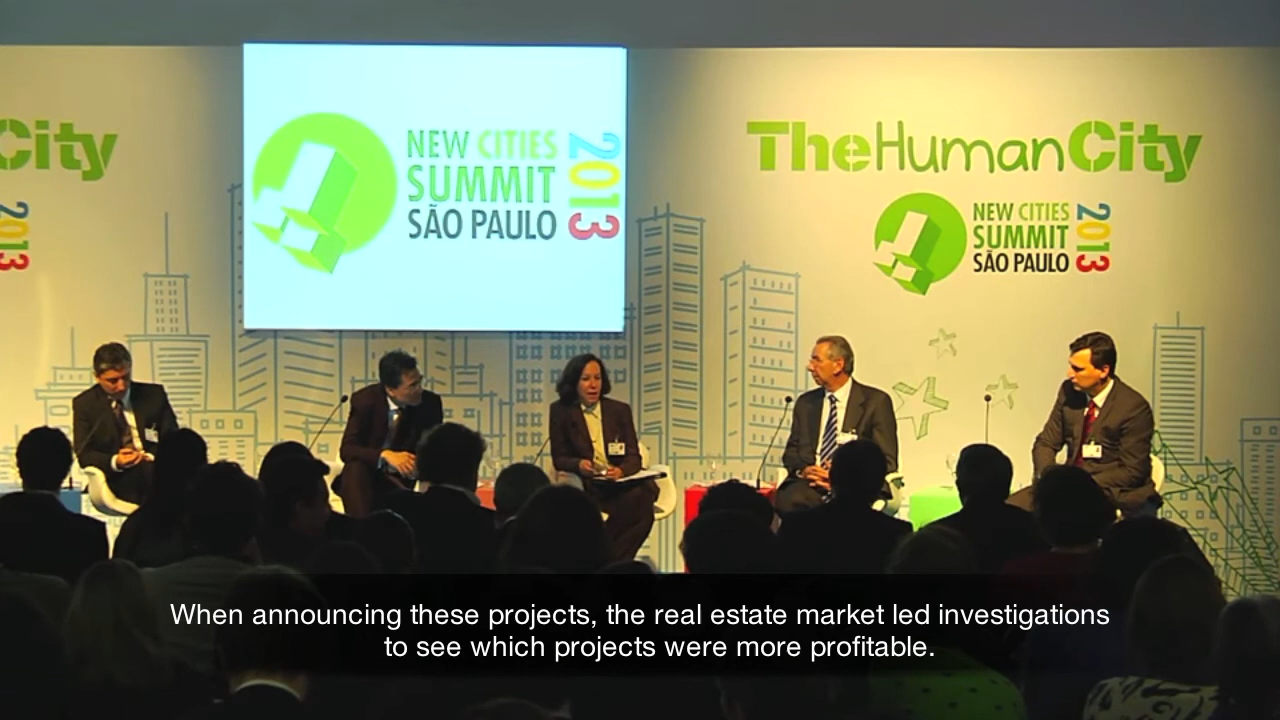 City
2013
NEW CITIES
SUMMIT
SÃO PAULO
2013
TheHumanCity
NEW CITIES
SUMMIT
SÃO PAULO
2013
When announcing these projects, the real estate market led investigations
to see which projects were more profitable.